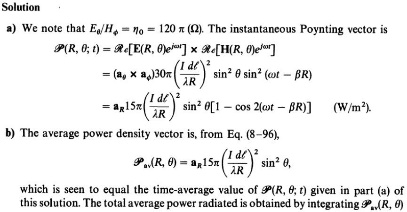 Solution
a) We note that E_θ/H_φ = η₀ = 120 π (Ω). The instantaneous Poynting vector is
𝒫(R, θ; t) = ℛe[E(R, θ)e^{jωt}] × ℛe[H(R, θ)e^{jωt}]
= (a_θ × a_φ)30π (I dℓ / λR)² sin² θ sin² (ωt − βR)
= a_R 15π (I dℓ / λR)² sin² θ[1 − cos 2(ωt − βR)] (W/m²).
b) The average power density vector is, from Eq. (8–96),
𝒫_av(R, θ) = a_R 15π (I dℓ / λR)² sin² θ,
which is seen to equal the time-average value of 𝒫(R, θ; t) given in part (a) of
this solution. The total average power radiated is obtained by integrating 𝒫_av(R, θ)